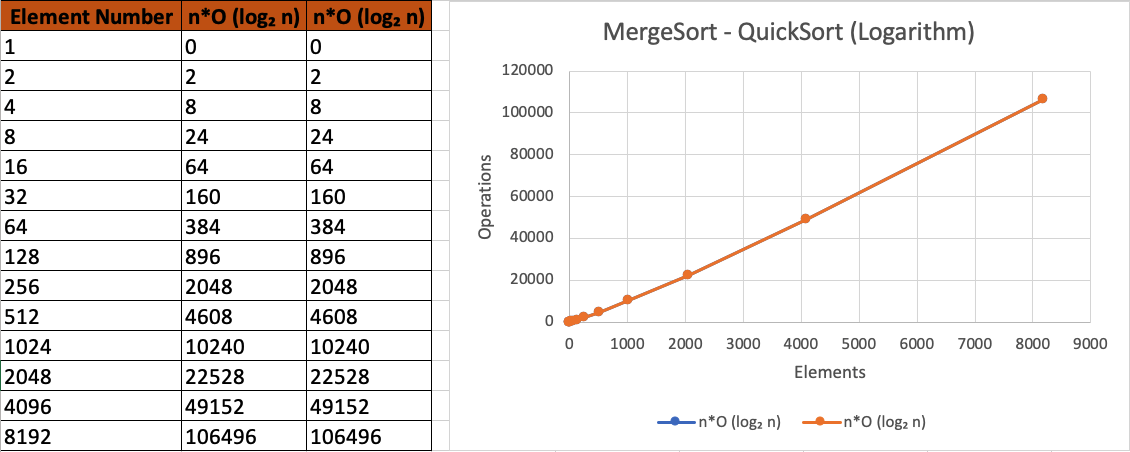 Element Number n*O (log₂ n) n*O (log₂ n)
1 0 0
2 2 2
4 8 8
8 24 24
16 64 64
32 160 160
64 384 384
128 896 896
256 2048 2048
512 4608 4608
1024 10240 10240
2048 22528 22528
4096 49152 49152
8192 106496 106496
MergeSort - QuickSort (Logarithm)
120000
100000
80000
60000
40000
20000
0
Operations
0 1000 2000 3000 4000 5000 6000 7000 8000 9000
Elements
n*O (log₂ n) n*O (log₂ n)